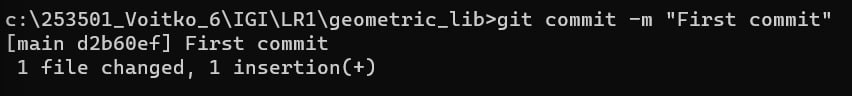 c:\253501_Voitko_6\IGI\LR1\geometric_lib>git commit -m "First commit"
[main d2b60ef] First commit
 1 file changed, 1 insertion(+)